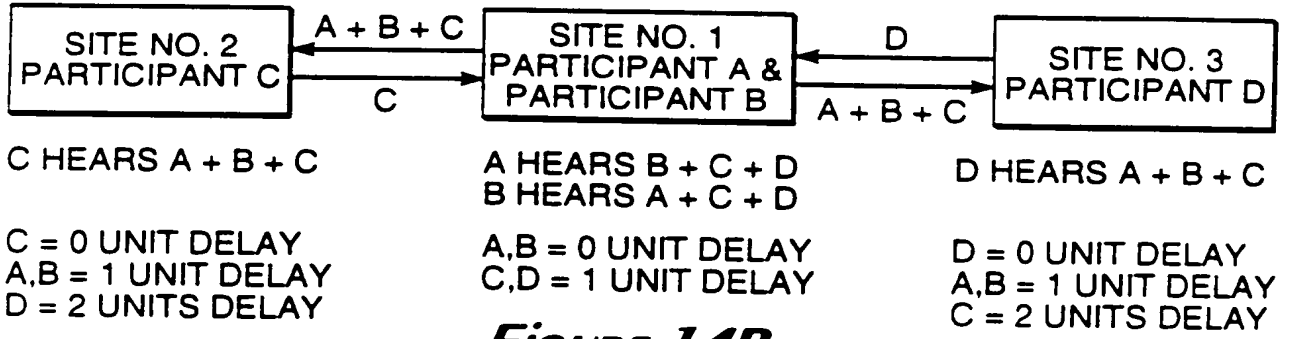 SITE NO. 2
PARTICIPANT C
A + B + C
C
SITE NO. 1
PARTICIPANT A &
PARTICIPANT B
D
A + B + C
SITE NO. 3
PARTICIPANT D
C HEARS A + B + C
C = 0 UNIT DELAY
A,B = 1 UNIT DELAY
D = 2 UNITS DELAY
A HEARS B + C + D
B HEARS A + C + D
A,B = 0 UNIT DELAY
C,D = 1 UNIT DELAY
D HEARS A + B + C
D = 0 UNIT DELAY
A,B = 1 UNIT DELAY
C = 2 UNITS DELAY